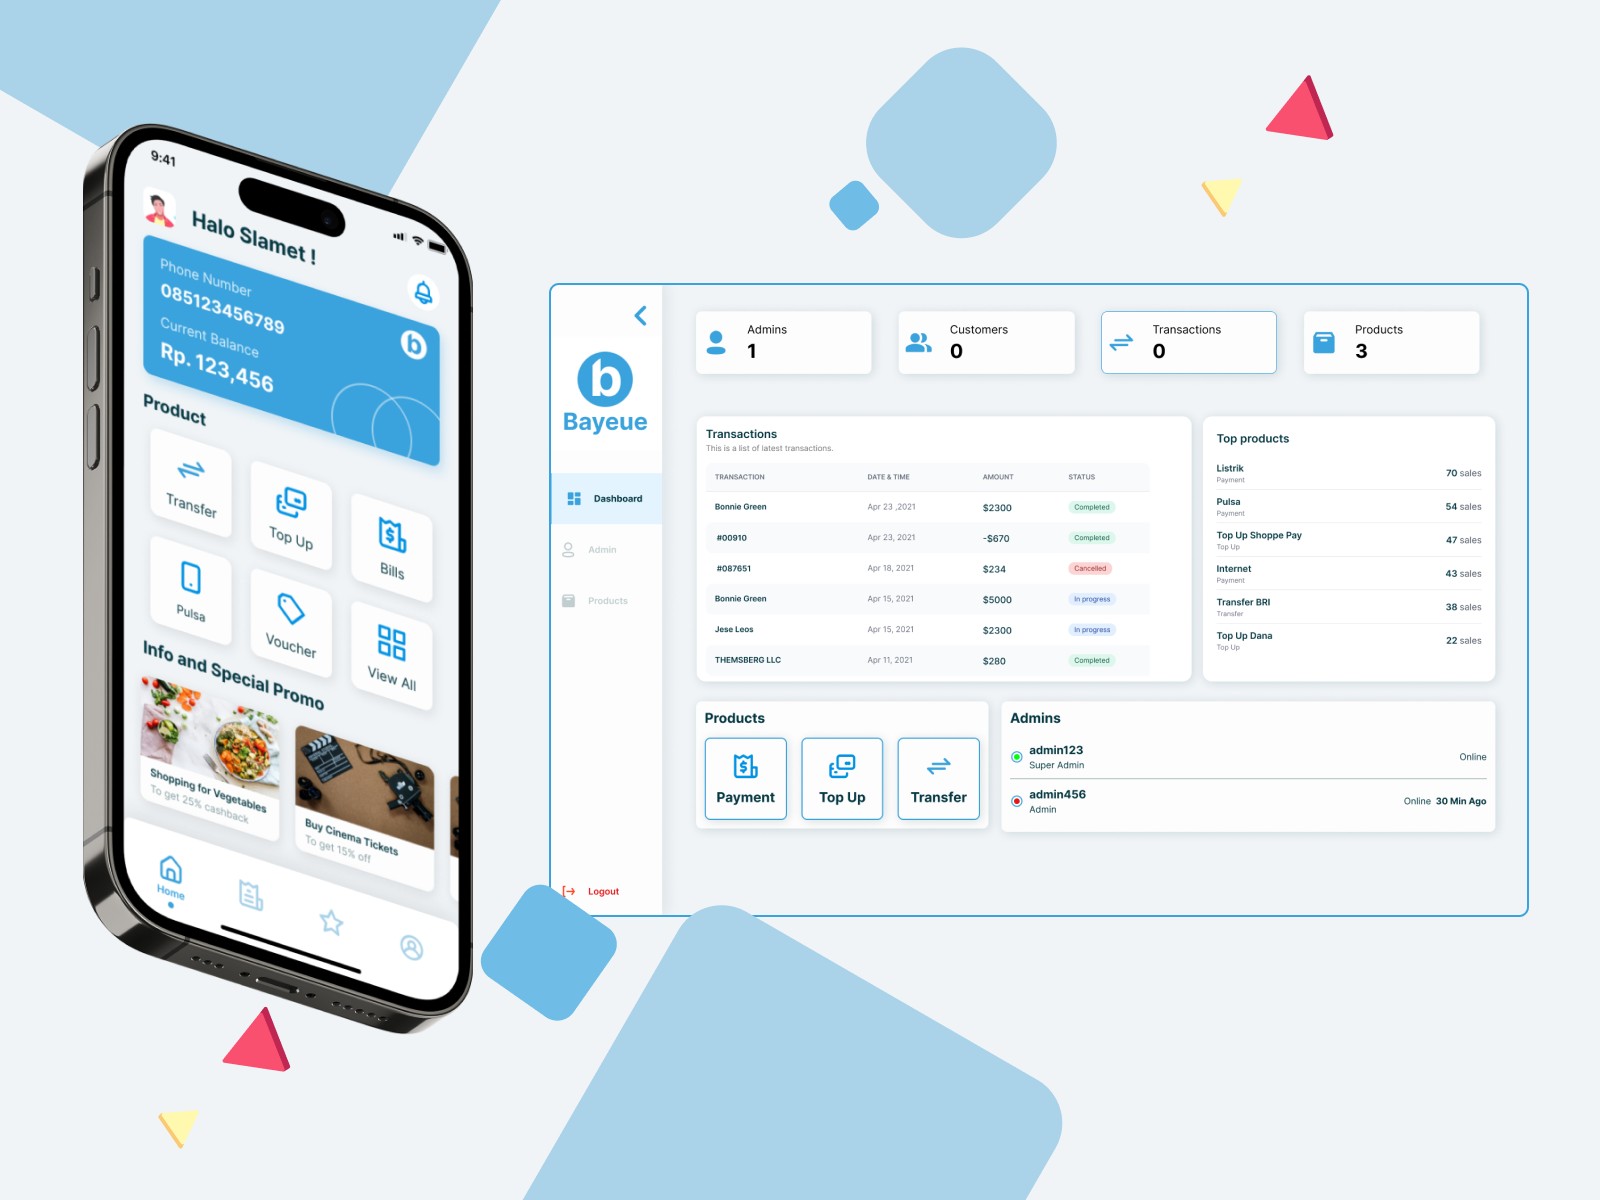 9:41
Halo Slamet !
Phone Number
085123456789
Current Balance
Rp. 123,456
b
Product
Transfer
Top Up
Bills
Pulsa
Voucher
View All
Info and Special Promo
Shopping for Vegetables
To get 25% cashback
Buy Cinema Tickets
To get 15% off
Home
b
Bayeue
Dashboard
Admin
Products
Logout
Admins
1
Customers
0
Transactions
0
Products
3
Transactions
This is a list of latest transactions.
TRANSACTION DATE & TIME AMOUNT STATUS
Bonnie Green Apr 23 ,2021 $2300 Completed
#00910 Apr 23, 2021 -$670 Completed
#087651 Apr 18, 2021 $234 Cancelled
Bonnie Green Apr 15, 2021 $5000 In progress
Jese Leos Apr 15, 2021 $2300 In progress
THEMSBERG LLC Apr 11, 2021 $280 Completed
Top products
Listrik
Payment
70 sales
Pulsa
Payment
54 sales
Top Up Shoppe Pay
Top Up
47 sales
Internet
Payment
43 sales
Transfer BRI
Transfer
38 sales
Top Up Dana
Top Up
22 sales
Products
Payment
Top Up
Transfer
Admins
admin123
Super Admin
Online
admin456
Admin
Online 30 Min Ago